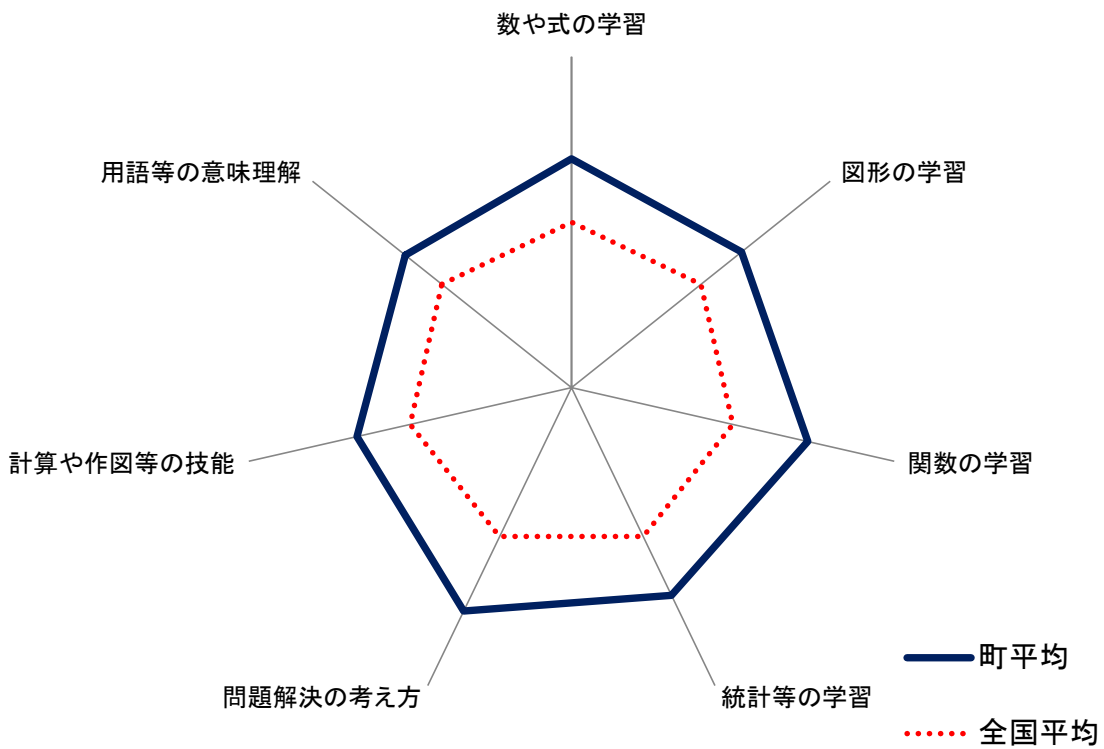 数や式の学習
用語等の意味理解
図形の学習
計算や作図等の技能
関数の学習
問題解決の考え方
統計等の学習
町平均
全国平均